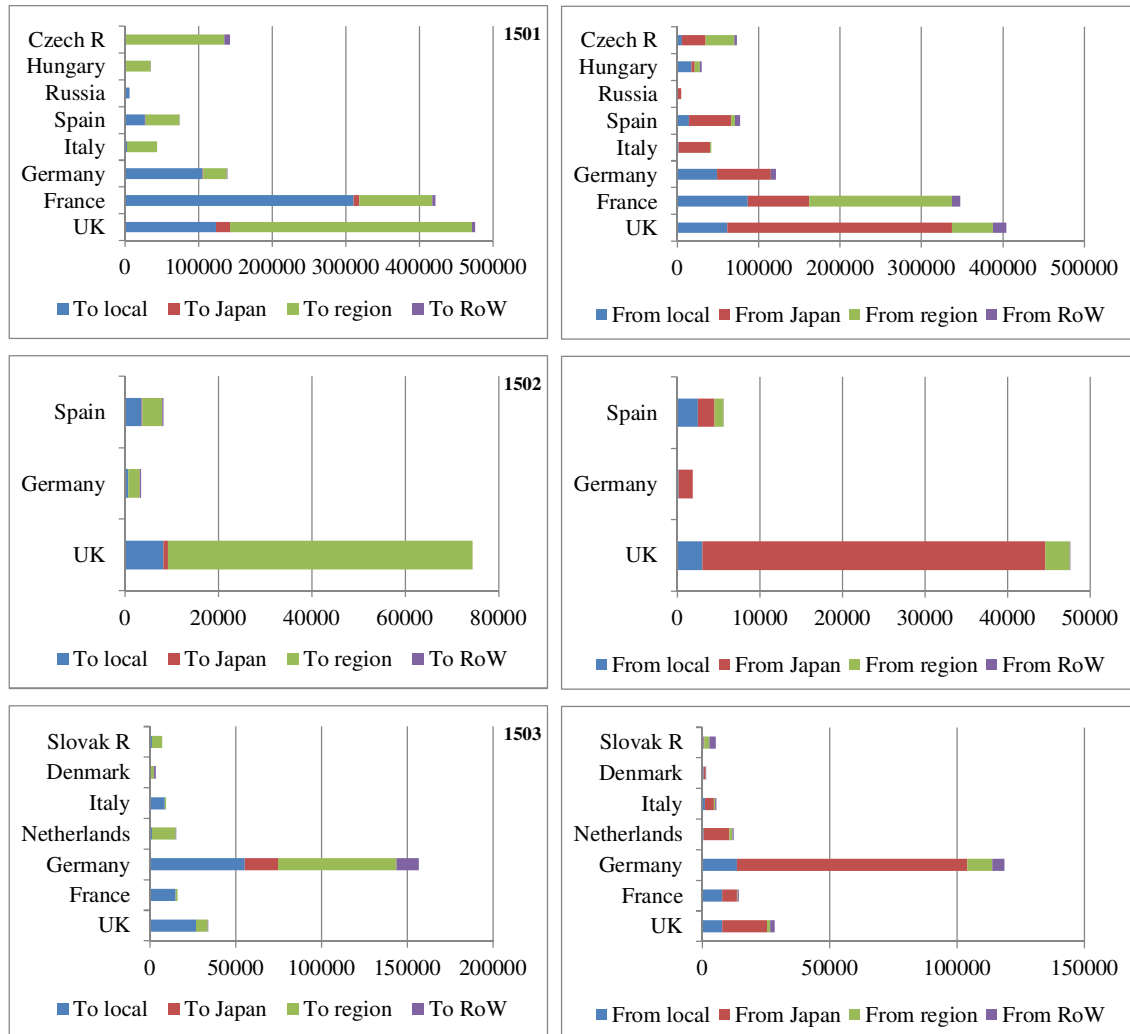 1501
Czech R
Hungary
Russia
Spain
Italy
Germany
France
UK
0 100000 200000 300000 400000 500000
To local To Japan To region To RoW
Czech R
Hungary
Russia
Spain
Italy
Germany
France
UK
0 100000 200000 300000 400000 500000
From local From Japan From region From RoW
1502
Spain
Germany
UK
0 20000 40000 60000 80000
To local To Japan To region To RoW
Spain
Germany
UK
0 10000 20000 30000 40000 50000
From local From Japan From region From RoW
1503
Slovak R
Denmark
Italy
Netherlands
Germany
France
UK
0 50000 100000 150000 200000
To local To Japan To region To RoW
Slovak R
Denmark
Italy
Netherlands
Germany
France
UK
0 50000 100000 150000
From local From Japan From region From RoW